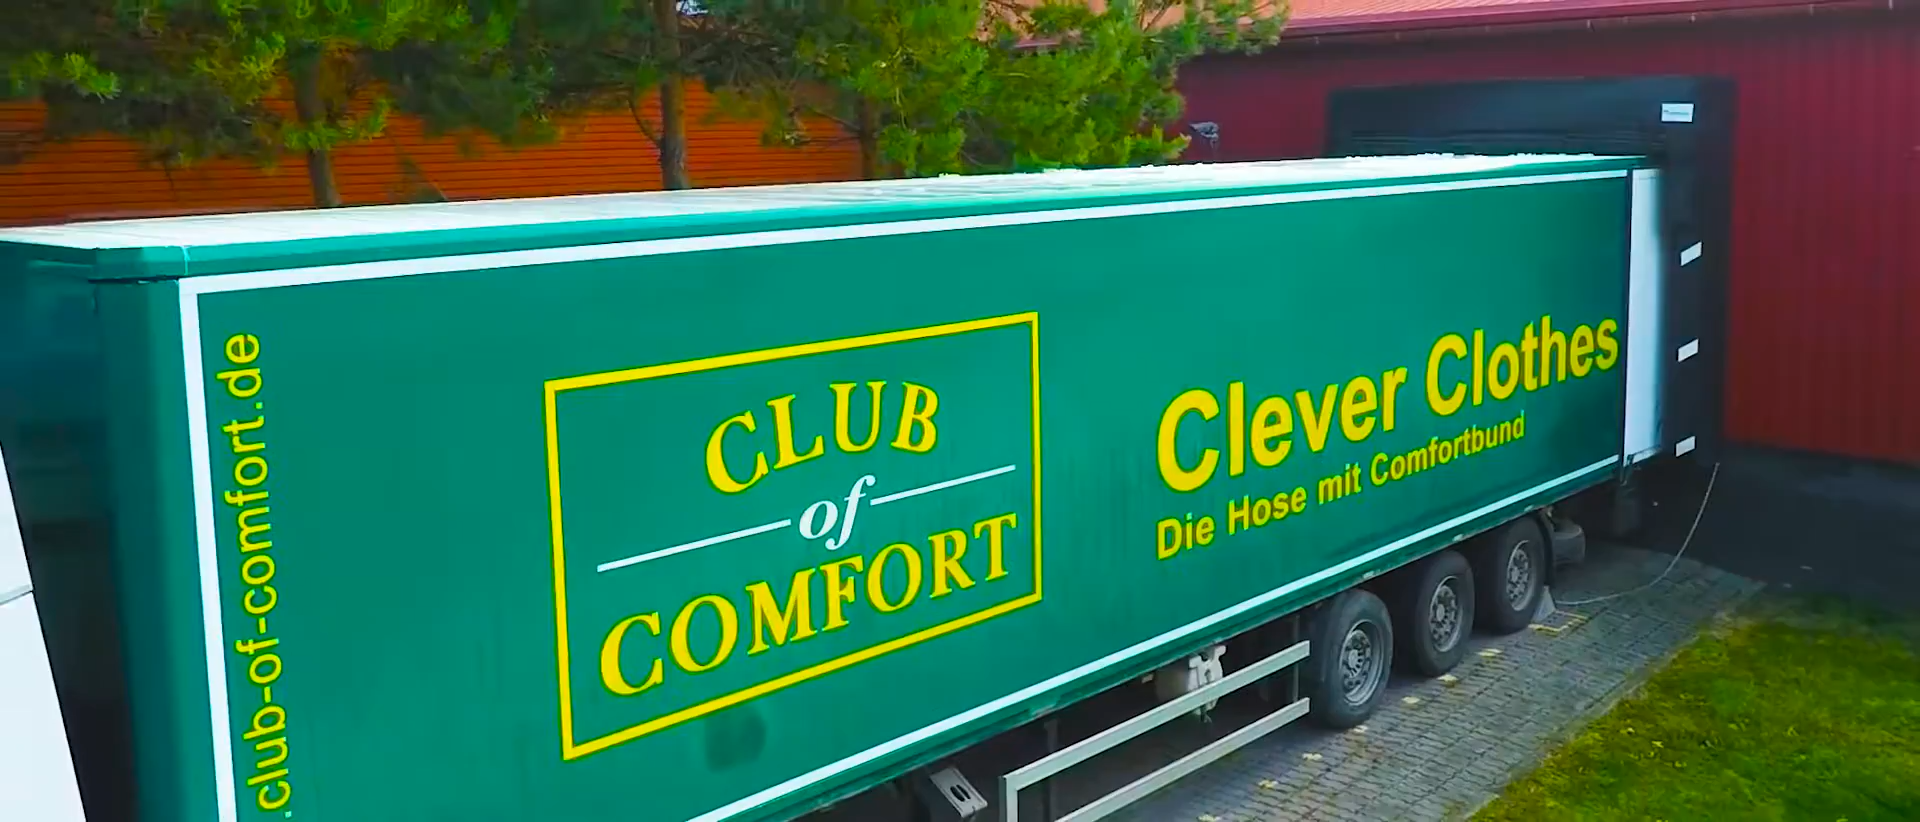 .club-of-comfort.de
CLUB
of
COMFORT
Clever Clothes
Die Hose mit Comfortbund